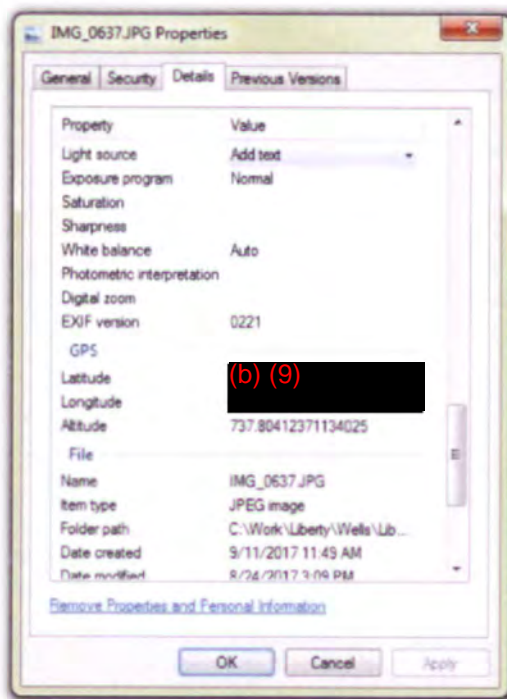 IMG_0637.JPG Properties
General Security Details Previous Versions
Property Value
Light source Add text
Exposure program Normal
Saturation
Sharpness
White balance Auto
Photometric interpretation
Digital zoom
EXIF version 0221
GPS
Latitude (b) (9)
Longitude
Altitude 737.80412371134025
File
Name IMG_0637.JPG
Item type JPEG image
Folder path C:\Work\Liberty\Wells\Lib...
Date created 9/11/2017 11:49 AM
Date modified 8/24/2017 3:09 PM
Remove Properties and Personal Information
OK Cancel Apply